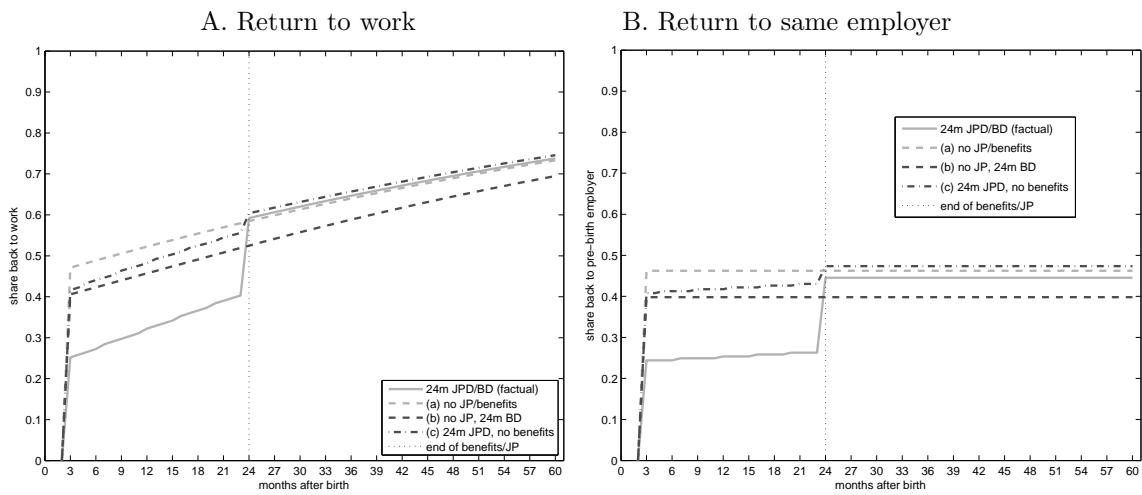 A. Return to work
1
0.9
0.8
0.7
0.6
0.5
0.4
0.3
0.2
0.1
0
share back to work
0 3 6 9 12 15 18 21 24 27 30 33 36 39 42 45 48 51 54 57 60
months after birth
24m JPD/BD (factual)
(a) no JP/benefits
(b) no JP, 24m BD
(c) 24m JPD, no benefits
end of benefits/JP
B. Return to same employer
1
0.9
0.8
0.7
0.6
0.5
0.4
0.3
0.2
0.1
0
share back to pre−birth employer
0 3 6 9 12 15 18 21 24 27 30 33 36 39 42 45 48 51 54 57 60
months after birth
24m JPD/BD (factual)
(a) no JP/benefits
(b) no JP, 24m BD
(c) 24m JPD, no benefits
end of benefits/JP